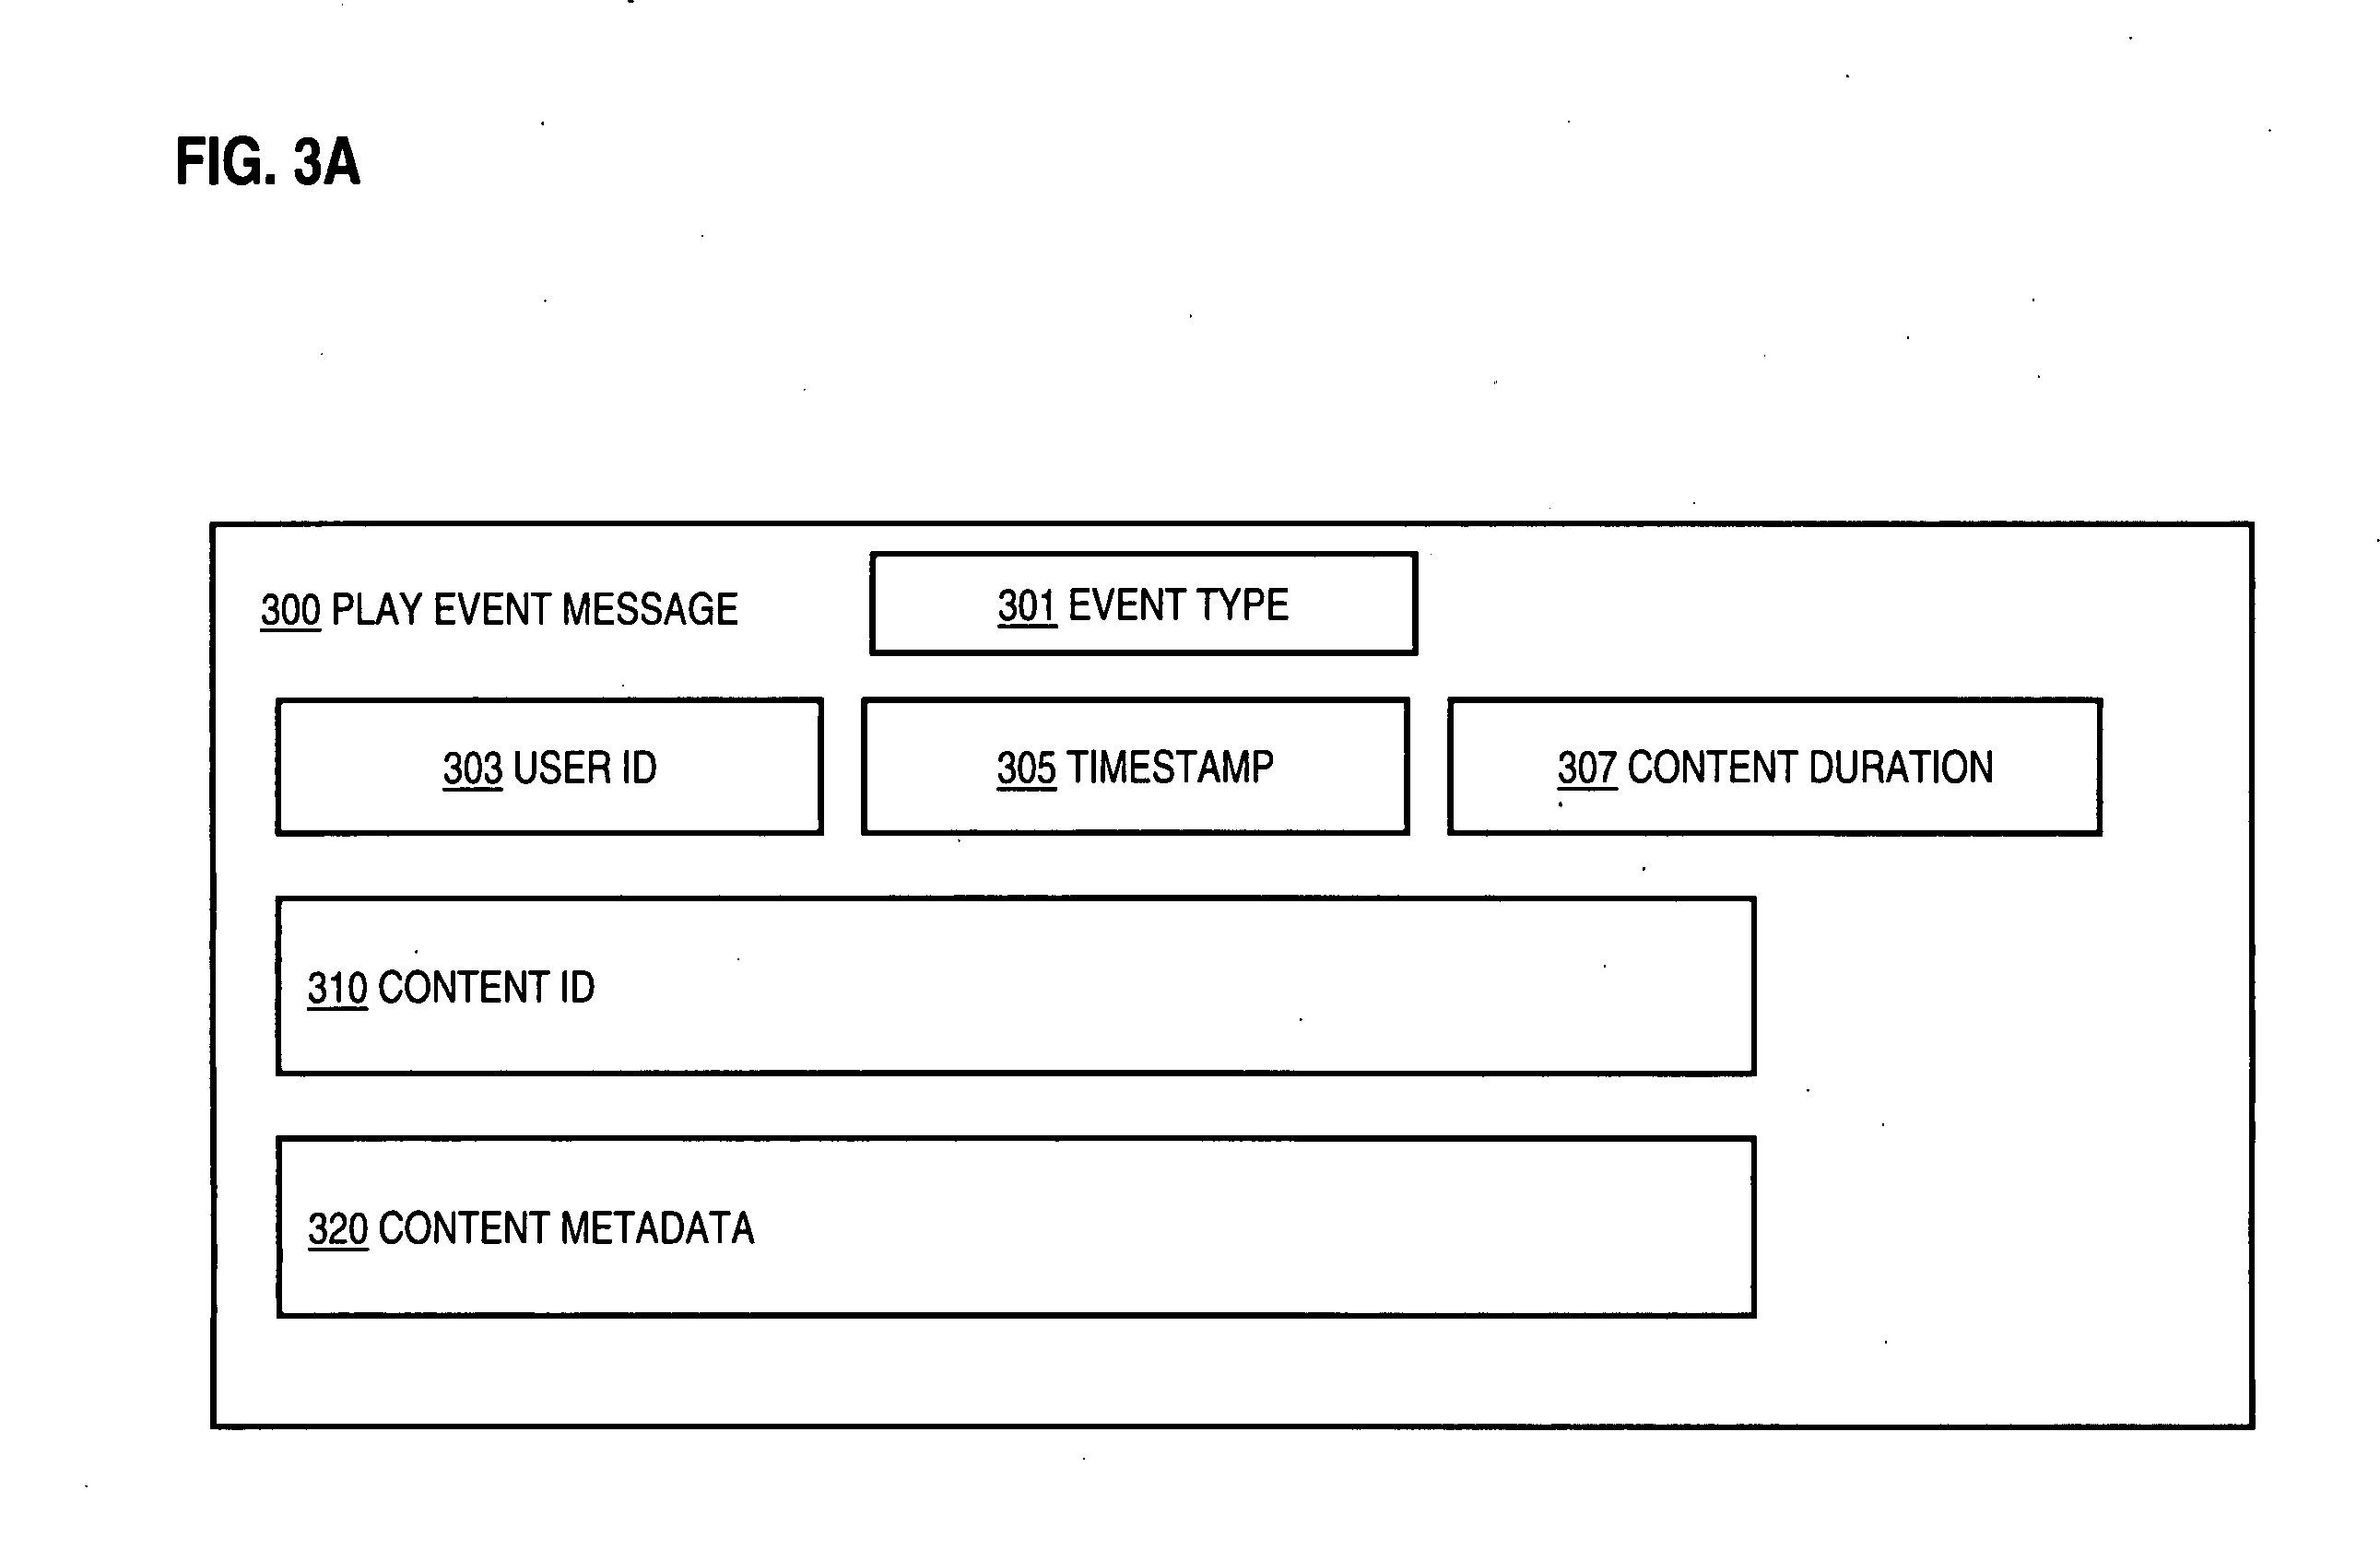 FIG. 3A
300 PLAY EVENT MESSAGE
301 EVENT TYPE
303 USER ID
305 TIMESTAMP
307 CONTENT DURATION
310 CONTENT ID
320 CONTENT METADATA